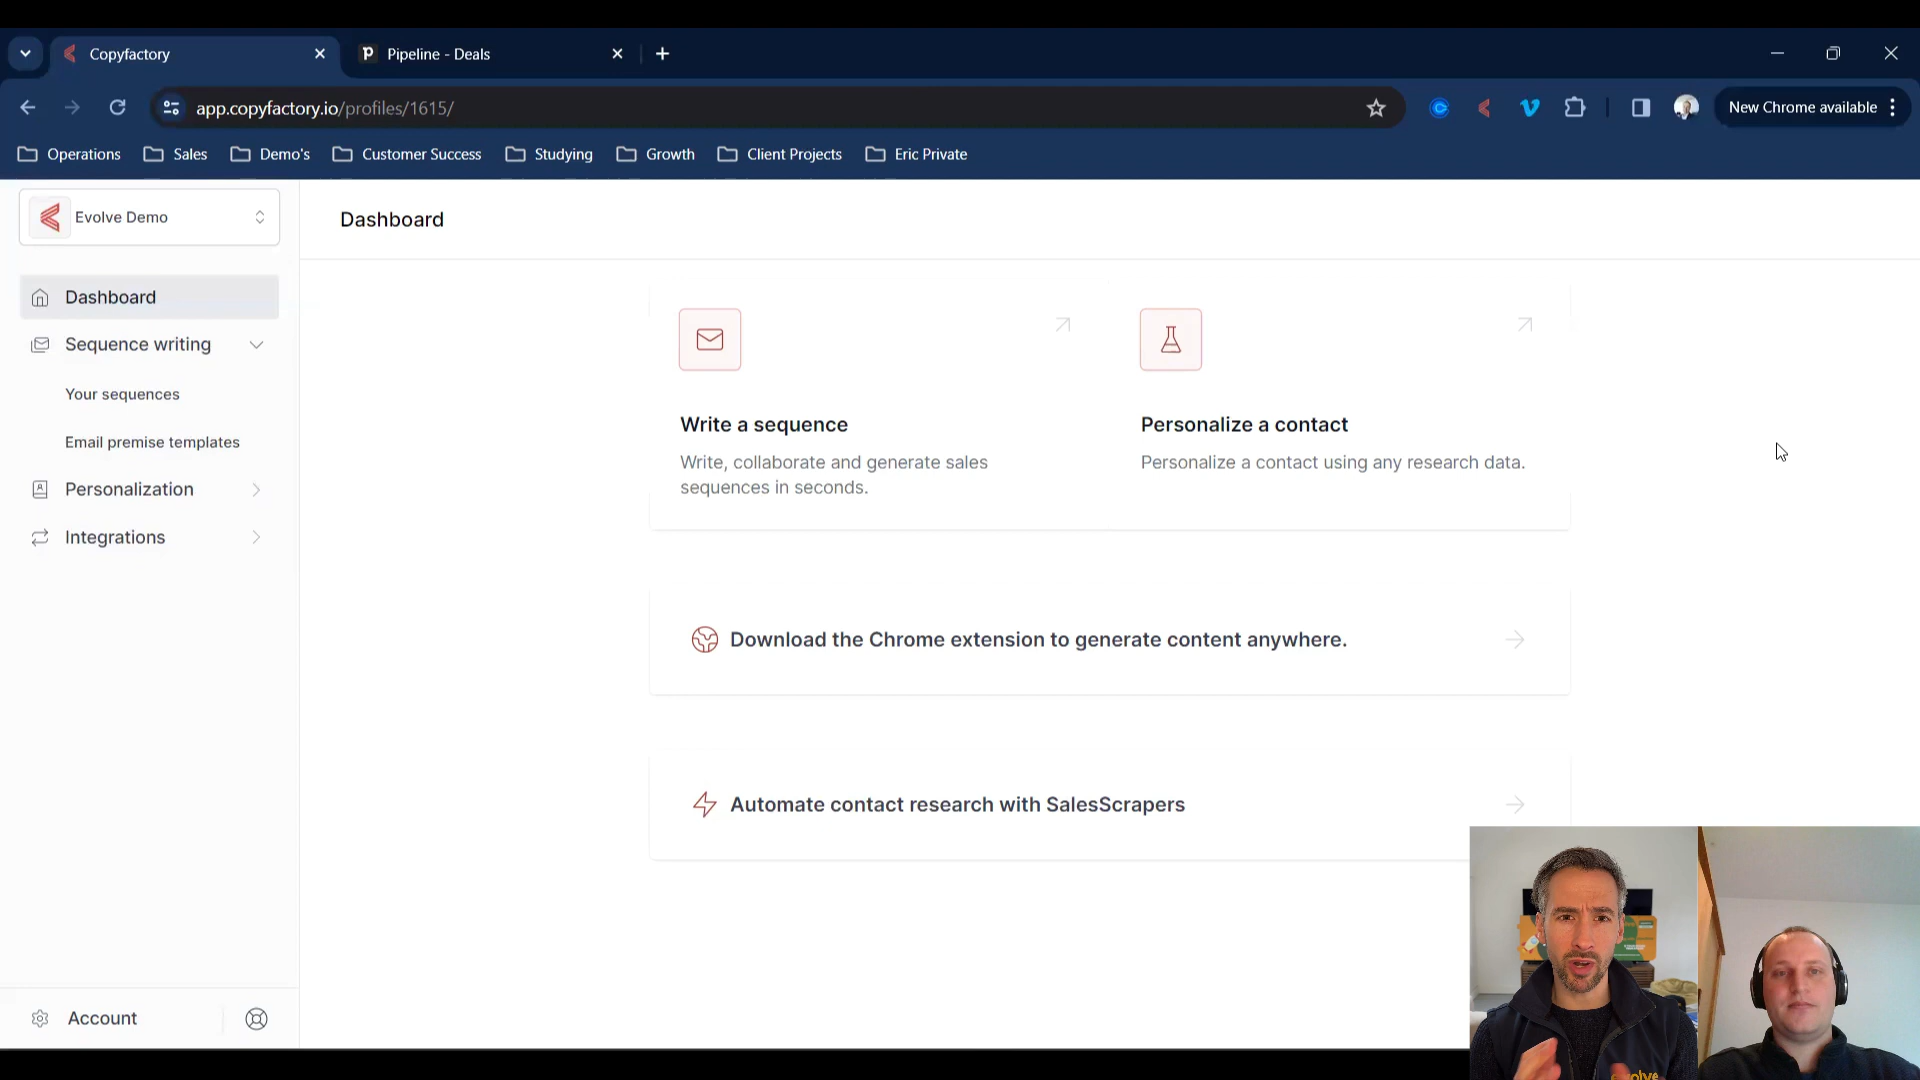 Copyfactory
Pipeline - Deals
app.copyfactory.io/profiles/1615/
New Chrome available
Operations
Sales
Demo's
Customer Success
Studying
Growth
Client Projects
Eric Private
Evolve Demo
Dashboard
Dashboard
Sequence writing
Your sequences
Email premise templates
Personalization
Integrations
Write a sequence
Write, collaborate and generate sales
sequences in seconds.
Personalize a contact
Personalize a contact using any research data.
Download the Chrome extension to generate content anywhere.
Automate contact research with SalesScrapers
Account
evolve